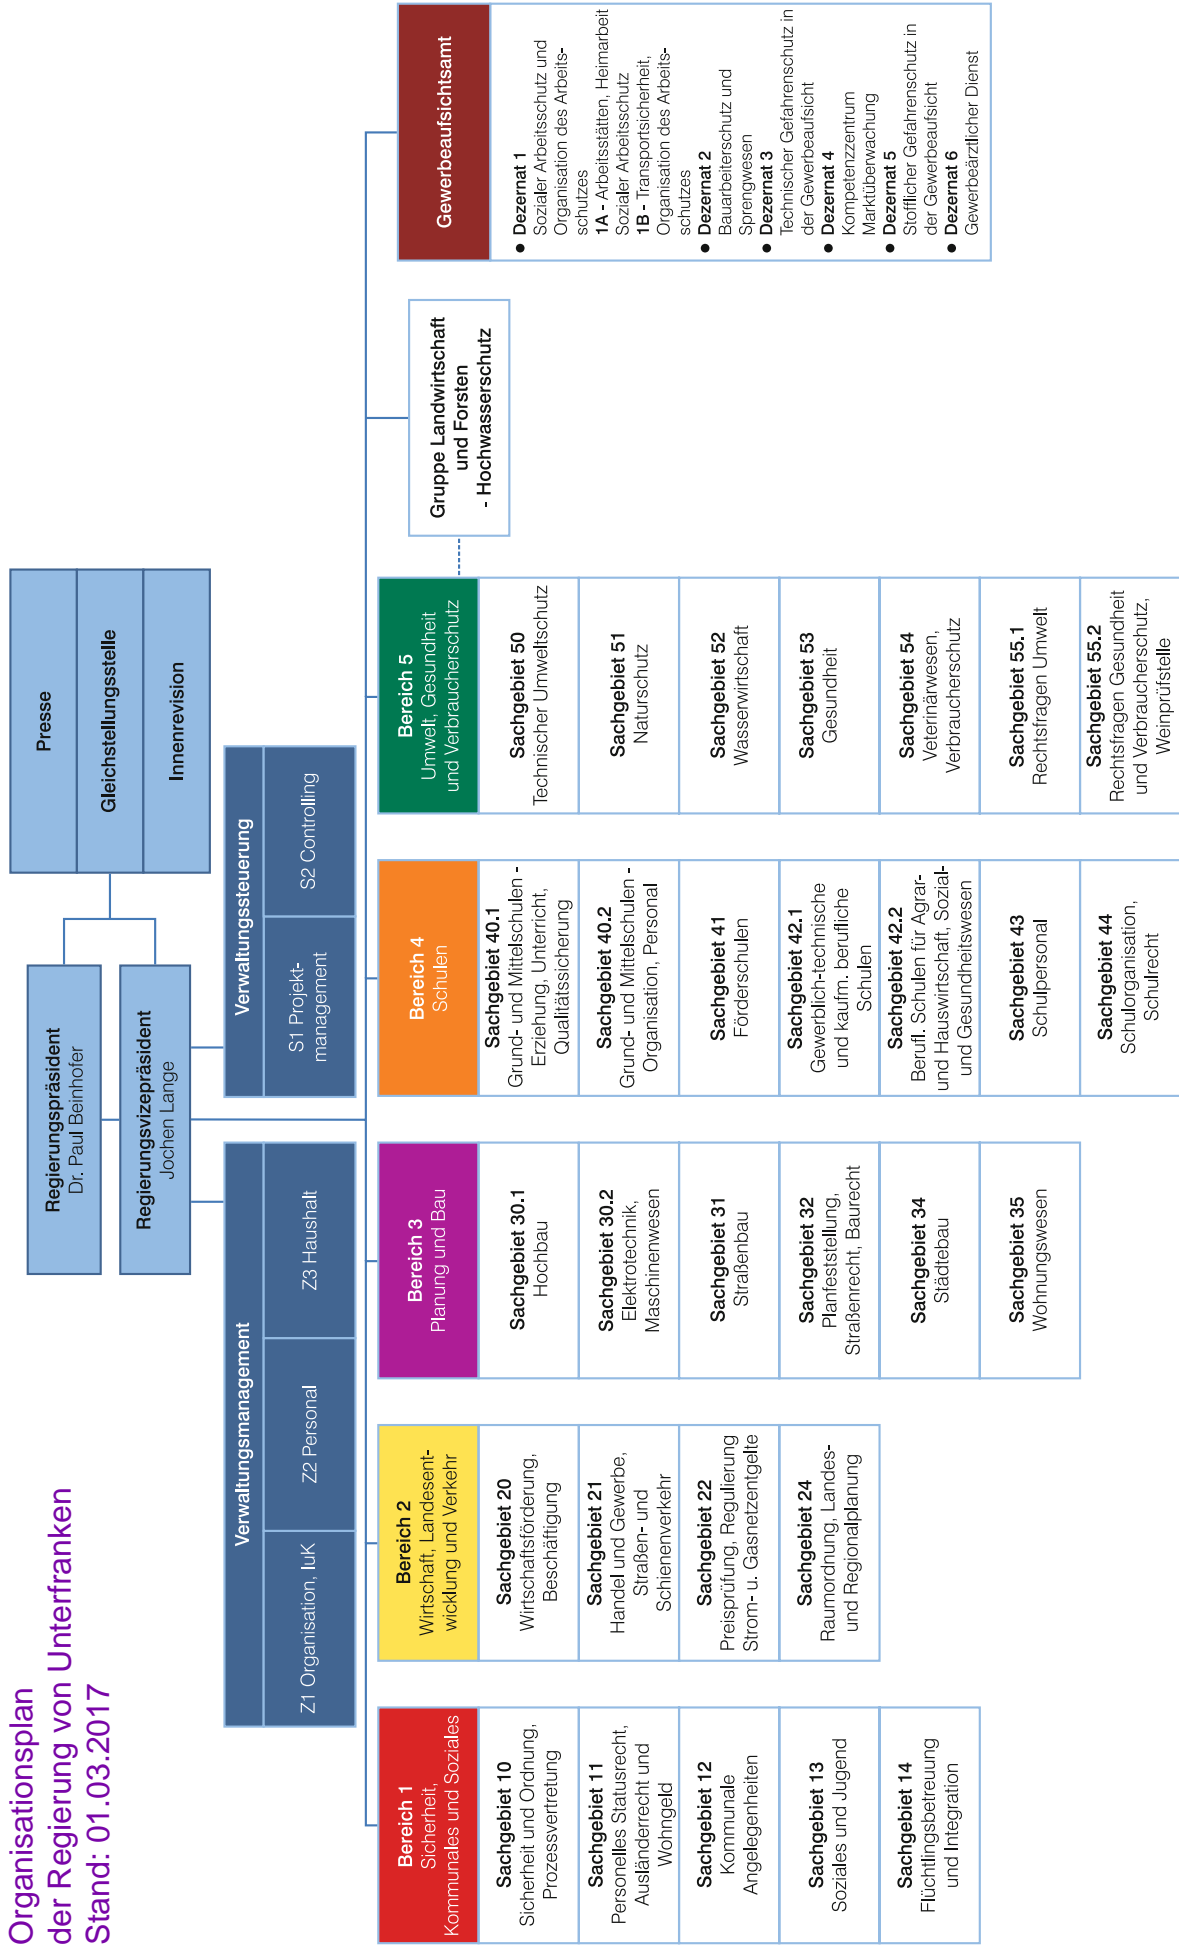 Organisationsplan
der Regierung von Unterfranken
Stand: 01.03.2017
Regierungspräsident
Dr. Paul Beinhofer
Regierungsvizepräsident
Jochen Lange
Presse
Gleichstellungsstelle
Innenrevision
Verwaltungsmanagement
Z1 Organisation, IuK
Z2 Personal
Z3 Haushalt
Verwaltungssteuerung
S1 Projekt-
management
S2 Controlling
Bereich 1
Sicherheit,
Kommunales und Soziales
Sachgebiet 10
Sicherheit und Ordnung,
Prozessvertretung
Sachgebiet 11
Personelles Statusrecht,
Ausländerrecht und
Wohngeld
Sachgebiet 12
Kommunale
Angelegenheiten
Sachgebiet 13
Soziales und Jugend
Sachgebiet 14
Flüchtlingsbetreuung
und Integration
Bereich 2
Wirtschaft, Landesent-
wicklung und Verkehr
Sachgebiet 20
Wirtschaftsförderung,
Beschäftigung
Sachgebiet 21
Handel und Gewerbe,
Straßen- und
Schienenverkehr
Sachgebiet 22
Preisprüfung, Regulierung
Strom- u. Gasnetzentgelte
Sachgebiet 24
Raumordnung, Landes-
und Regionalplanung
Bereich 3
Planung und Bau
Sachgebiet 30.1
Hochbau
Sachgebiet 30.2
Elektrotechnik,
Maschinenwesen
Sachgebiet 31
Straßenbau
Sachgebiet 32
Planfeststellung,
Straßenrecht, Baurecht
Sachgebiet 34
Städtebau
Sachgebiet 35
Wohnungswesen
Bereich 4
Schulen
Sachgebiet 40.1
Grund- und Mittelschulen -
Erziehung, Unterricht,
Qualitätssicherung
Sachgebiet 40.2
Grund- und Mittelschulen -
Organisation, Personal
Sachgebiet 41
Förderschulen
Sachgebiet 42.1
Gewerblich-technische
und kaufm. berufliche
Schulen
Sachgebiet 42.2
Berufl. Schulen für Agrar-
und Hauswirtschaft, Sozial-
und Gesundheitswesen
Sachgebiet 43
Schulpersonal
Sachgebiet 44
Schulorganisation,
Schulrecht
Bereich 5
Umwelt, Gesundheit
und Verbraucherschutz
Sachgebiet 50
Technischer Umweltschutz
Sachgebiet 51
Naturschutz
Sachgebiet 52
Wasserwirtschaft
Sachgebiet 53
Gesundheit
Sachgebiet 54
Veterinärwesen,
Verbraucherschutz
Sachgebiet 55.1
Rechtsfragen Umwelt
Sachgebiet 55.2
Rechtsfragen Gesundheit
und Verbraucherschutz,
Weinprüfstelle
Gruppe Landwirtschaft
und Forsten
- Hochwasserschutz
Gewerbeaufsichtsamt
● Dezernat 1
Sozialer Arbeitsschutz und
Organisation des Arbeits-
schutzes
1A - Arbeitsstätten, Heimarbeit
Sozialer Arbeitsschutz
1B - Transportsicherheit,
Organisation des Arbeits-
schutzes
● Dezernat 2
Bauarbeiterschutz und
Sprengwesen
● Dezernat 3
Technischer Gefahrenschutz in
der Gewerbeaufsicht
● Dezernat 4
Kompetenzzentrum
Marktüberwachung
● Dezernat 5
Stofflicher Gefahrenschutz in
der Gewerbeaufsicht
● Dezernat 6
Gewerbeärztlicher Dienst